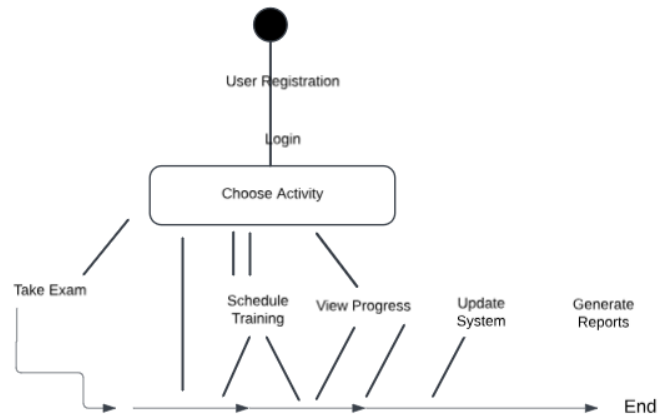 User Registration
Login
Choose Activity
Take Exam
Schedule
Training
View Progress
Update
System
Generate
Reports
End